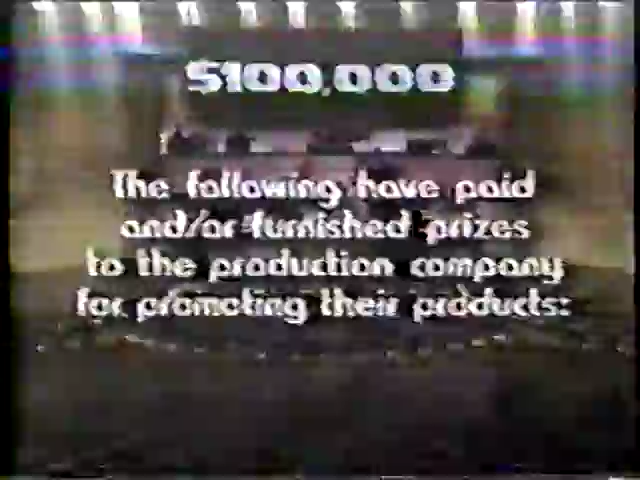 $100,000
The following have paid
and/or furnished prizes
to the production company
for promoting their products: